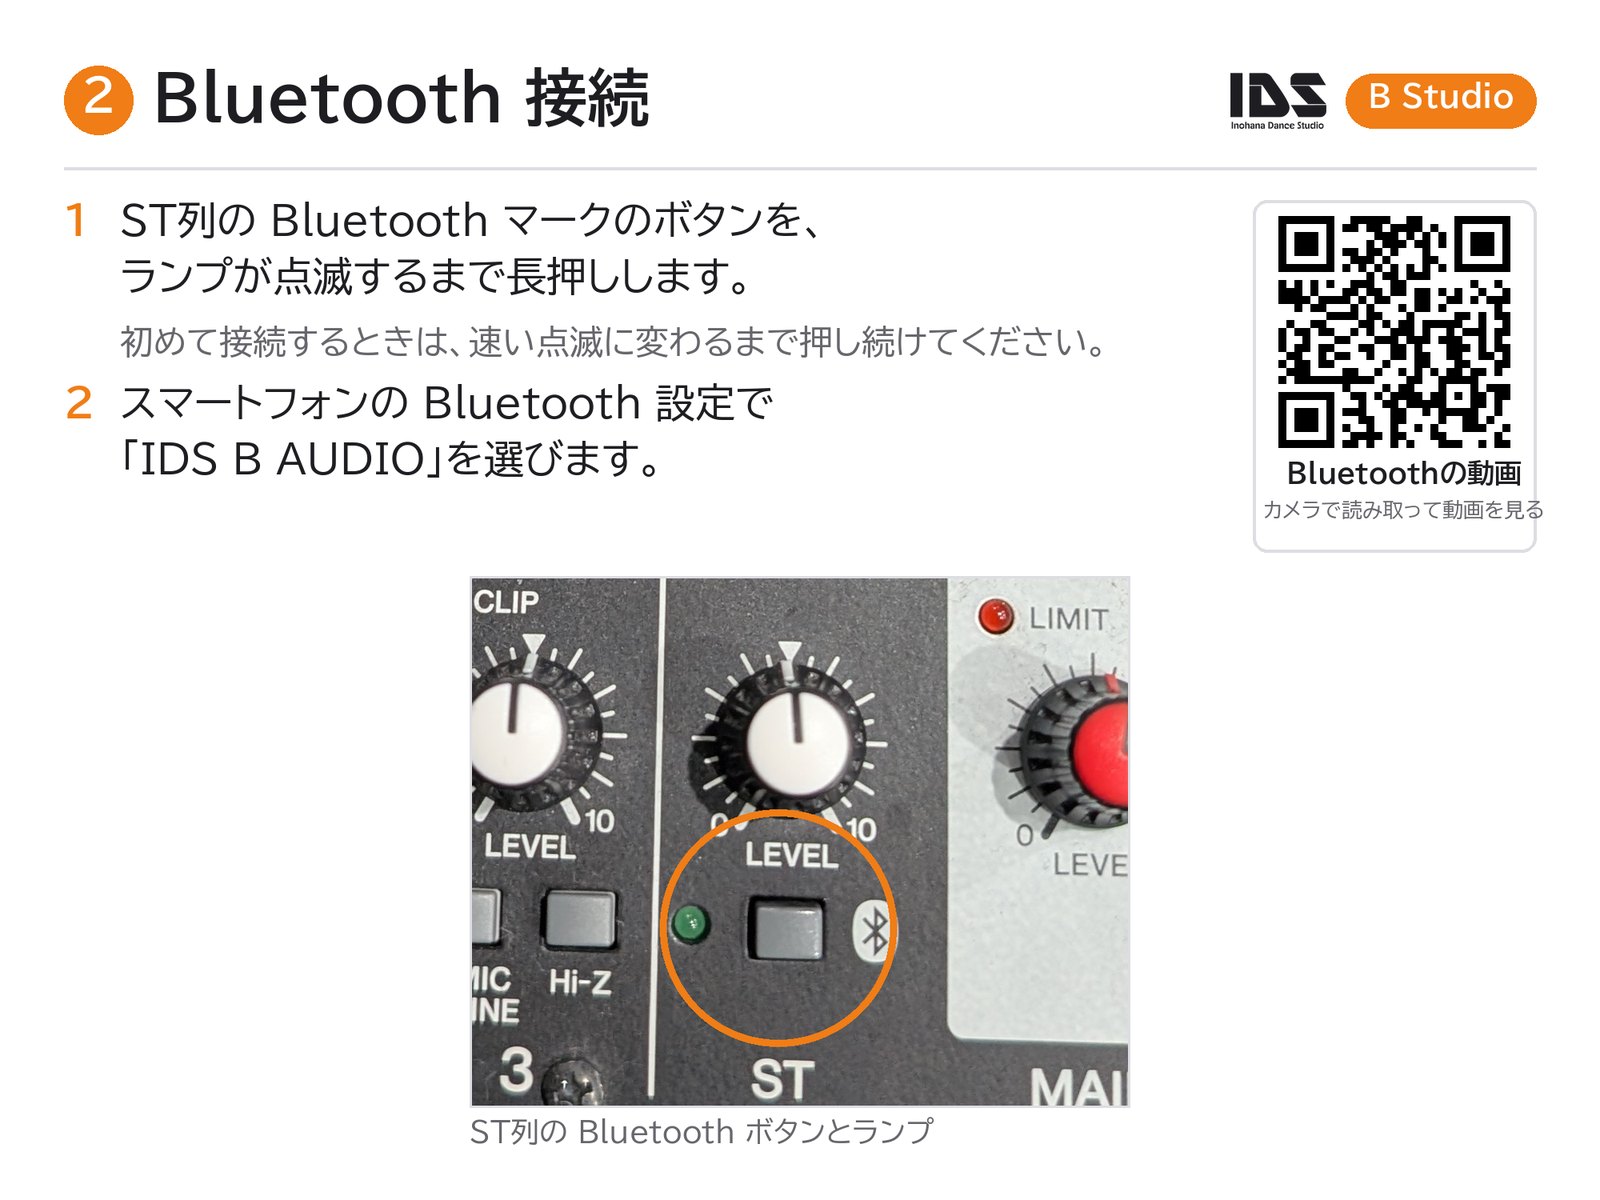 2 Bluetooth 接続
IDS
Inohana Dance Studio
B Studio
1 ST列の Bluetooth マークのボタンを、
ランプが点滅するまで長押しします。
初めて接続するときは、速い点滅に変わるまで押し続けてください。
2 スマートフォンの Bluetooth 設定で
「IDS B AUDIO」を選びます。
Bluetoothの動画
カメラで読み取って動画を見る
CLIP
LIMIT
10
0
10
0
LEVEL
LEVEL
LEVE
MIC
INE
Hi-Z
3
ST
MAI
ST列の Bluetooth ボタンとランプ